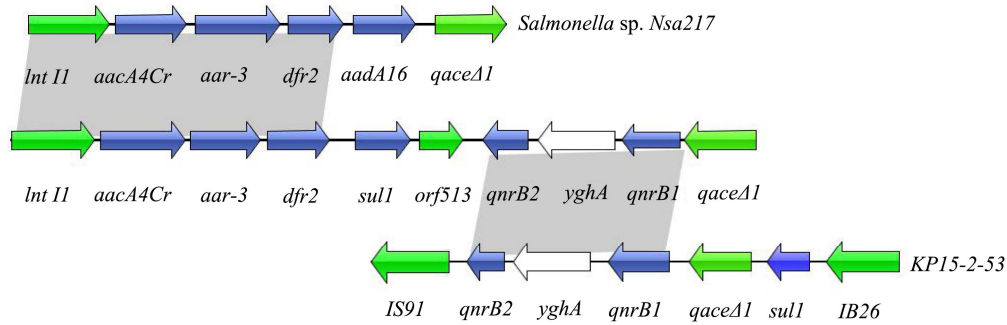 Salmonella sp. Nsa217
lnt I1 aacA4Cr aar-3 dfr2 aadA16 qaceΔ1
lnt I1 aacA4Cr aar-3 dfr2 sul1 orf513 qnrB2 yghA qnrB1 qaceΔ1
KP15-2-53
IS91 qnrB2 yghA qnrB1 qaceΔ1 sul1 IB26